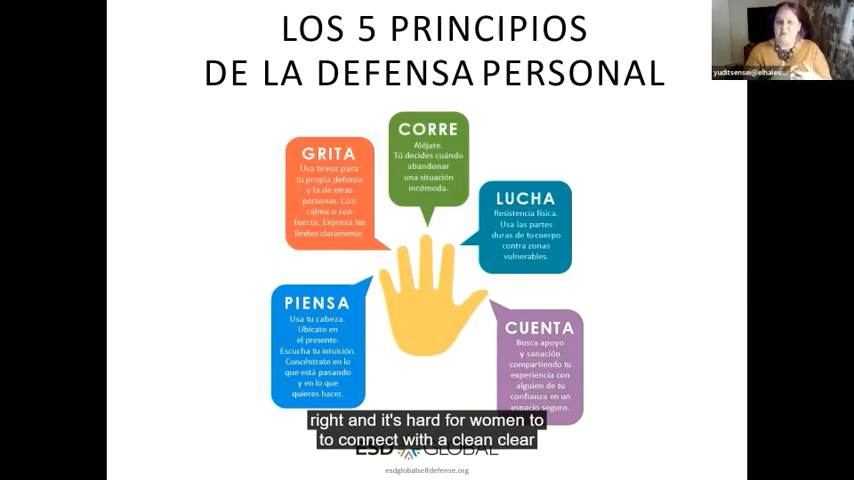 LOS 5 PRINCIPIOS
DE LA DEFENSA PERSONAL
yuditsensei@elhalev...
CORRE
Aléjate.
Tú decides cuándo
abandonar
una situación
incómoda.
GRITA
Usa tu voz para
tu propia defensa
y la de otras
personas. Con
calma o con
fuerza. Expresa tus
límites claramente
LUCHA
Resistencia física.
Usa las partes
duras de tu cuerpo
contra zonas
vulnerables.
PIENSA
Usa tu cabeza.
Ubícate en
el presente.
Escucha tu intuición.
Concéntrate en lo
que está pasando
y en lo que
quieres hacer.
CUENTA
Busca apoyo
y sanación
compartiendo tu
experiencia con
alguien de tu
confianza en un
espacio seguro.
right and it's hard for women to
to connect with a clean clear
ESD GLOBAL
esdglobalselfdefense.org